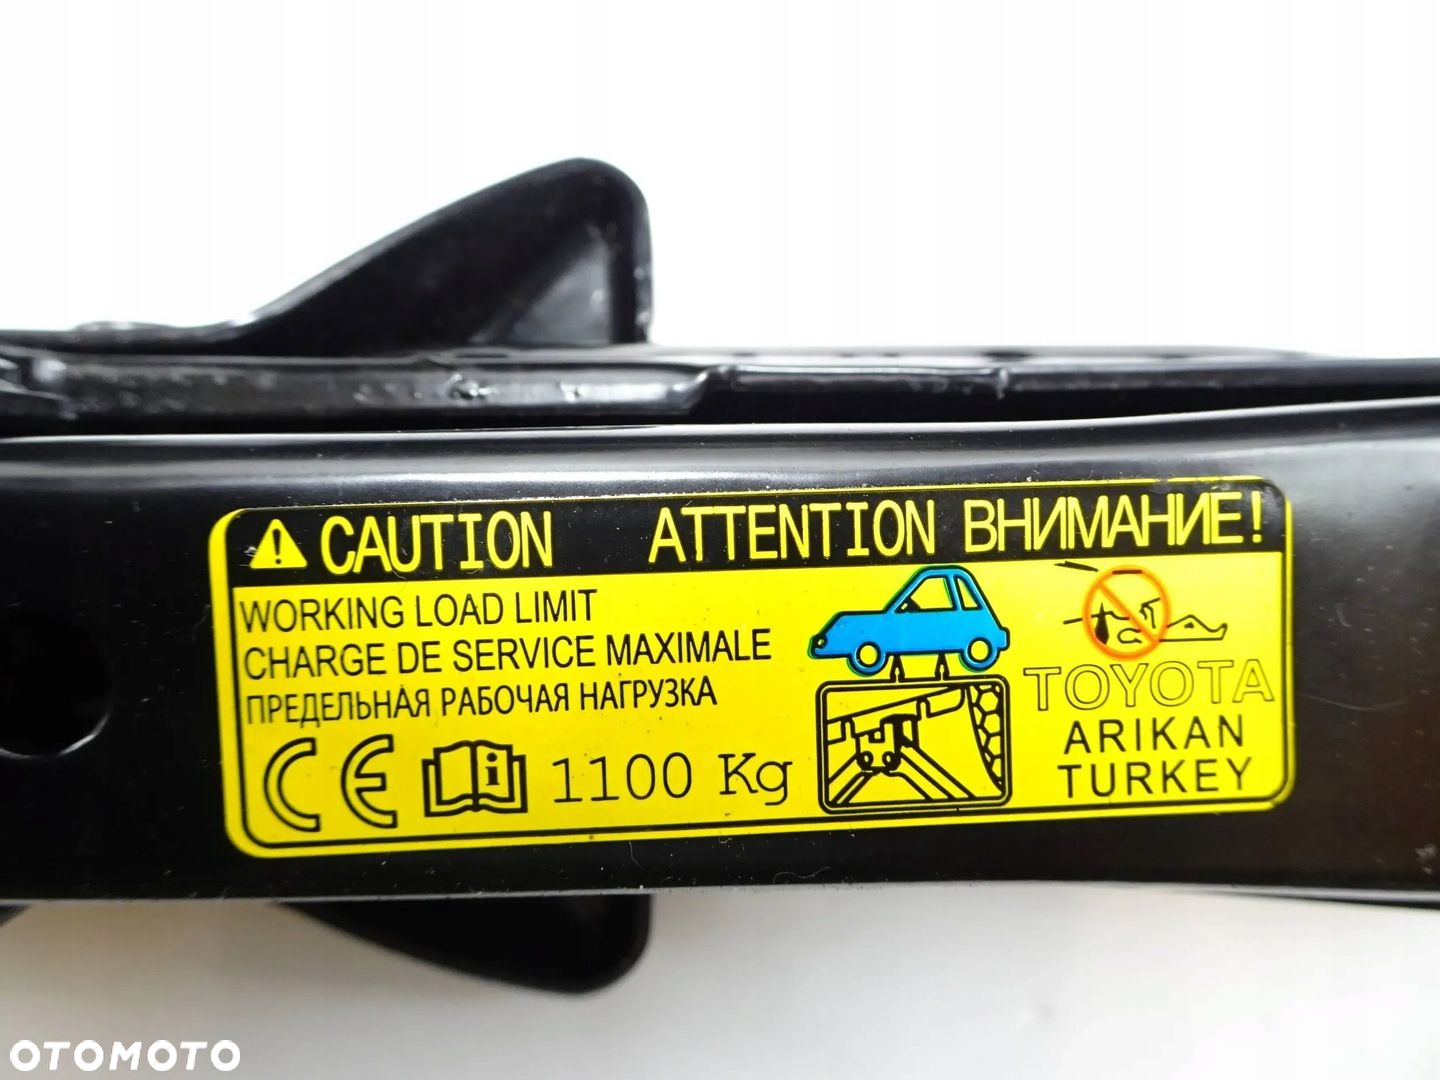 CAUTION ATTENTION ВНИМАНИЕ!
WORKING LOAD LIMIT
CHARGE DE SERVICE MAXIMALE
ПРЕДЕЛЬНАЯ РАБОЧАЯ НАГРУЗКА
CE 1100 Kg
TOYOTA
ARIKAN
TURKEY
OTOMOTO